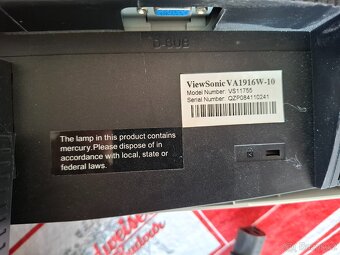 D-SUB
ViewSonic VA1916W-10
Model Number: VS11755
Serial Number: QZP084110241
The lamp in this product contains
mercury.Please dispose of in
accordance with local, state or
federal laws.